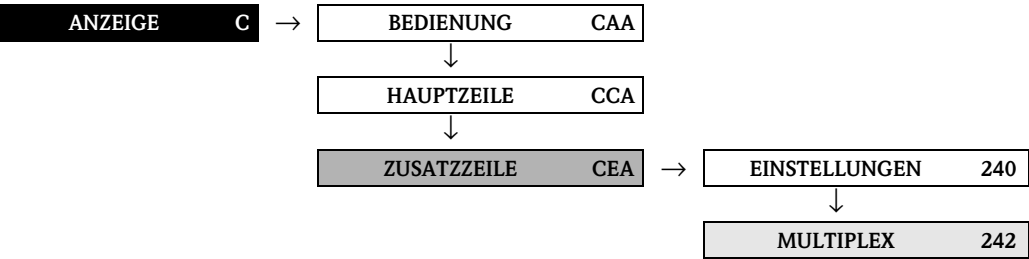 ANZEIGE C → BEDIENUNG CAA
↓
HAUPTZEILE CCA
↓
ZUSATZZEILE CEA → EINSTELLUNGEN 240
↓
MULTIPLEX 242